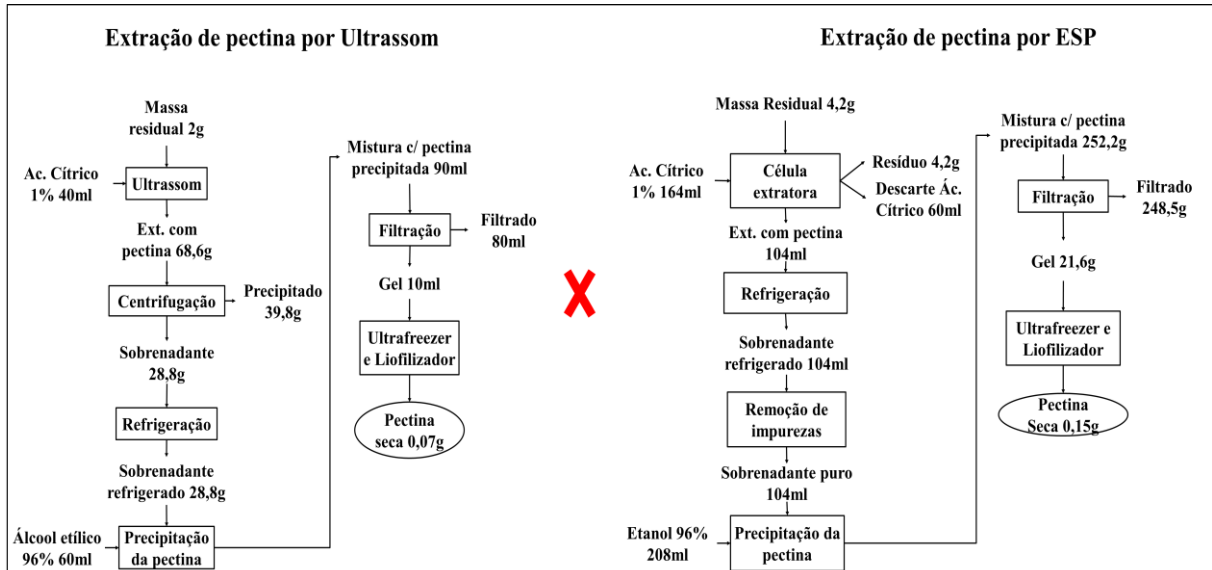 Extração de pectina por Ultrassom
Massa
residual 2g
Ac. Cítrico
1% 40ml
Ultrassom
Ext. com
pectina 68,6g
Centrifugação
Precipitado
39,8g
Sobrenadante
28,8g
Refrigeração
Sobrenadante
refrigerado 28,8g
Álcool etílico
96% 60ml
Precipitação
da pectina
Mistura c/ pectina
precipitada 90ml
Filtração
Filtrado
80ml
Gel 10ml
Ultrafreezer
e Liofilizador
Pectina
seca 0,07g
X
Extração de pectina por ESP
Massa Residual 4,2g
Ac. Cítrico
1% 164ml
Célula
extratora
Resíduo 4,2g
Descarte Ác.
Cítrico 60ml
Ext. com pectina
104ml
Refrigeração
Sobrenadante
refrigerado 104ml
Remoção de
impurezas
Sobrenadante puro
104ml
Etanol 96%
208ml
Precipitação da
pectina
Mistura c/ pectina
precipitada 252,2g
Filtração
Filtrado
248,5g
Gel 21,6g
Ultrafreezer e
Liofilizador
Pectina
Seca 0,15g